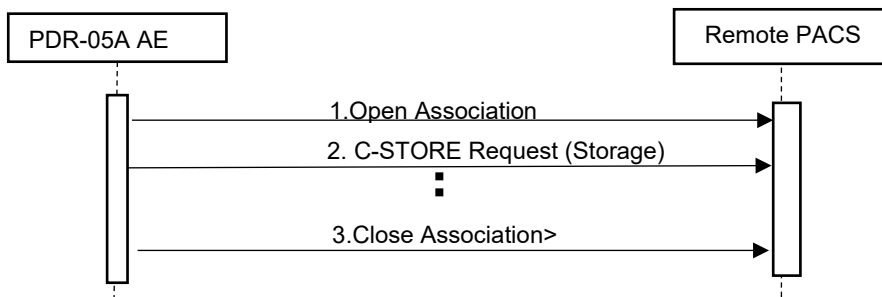 PDR-05A AE
Remote PACS
1.Open Association
2. C-STORE Request (Storage)
3.Close Association>